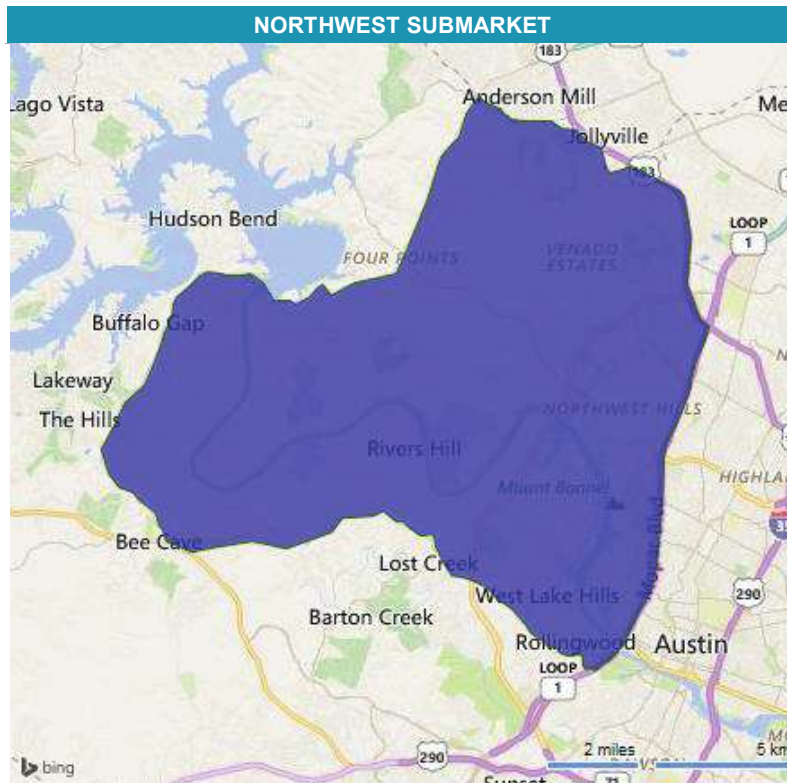 NORTHWEST SUBMARKET
183
Anderson Mill
Lago Vista
Jollyville
183
Hudson Bend
LOOP
1
FOUR POINTS
VENADO
ESTATES
Buffalo Gap
Lakeway
NORTHWEST HILLS
The Hills
Rivers Hill
Mount Bonnel
Mopac Blvd
Bee Cave
Lost Creek
West Lake Hills
290
Barton Creek
Rollingwood
Austin
LOOP
1
2 miles
290
bing
71